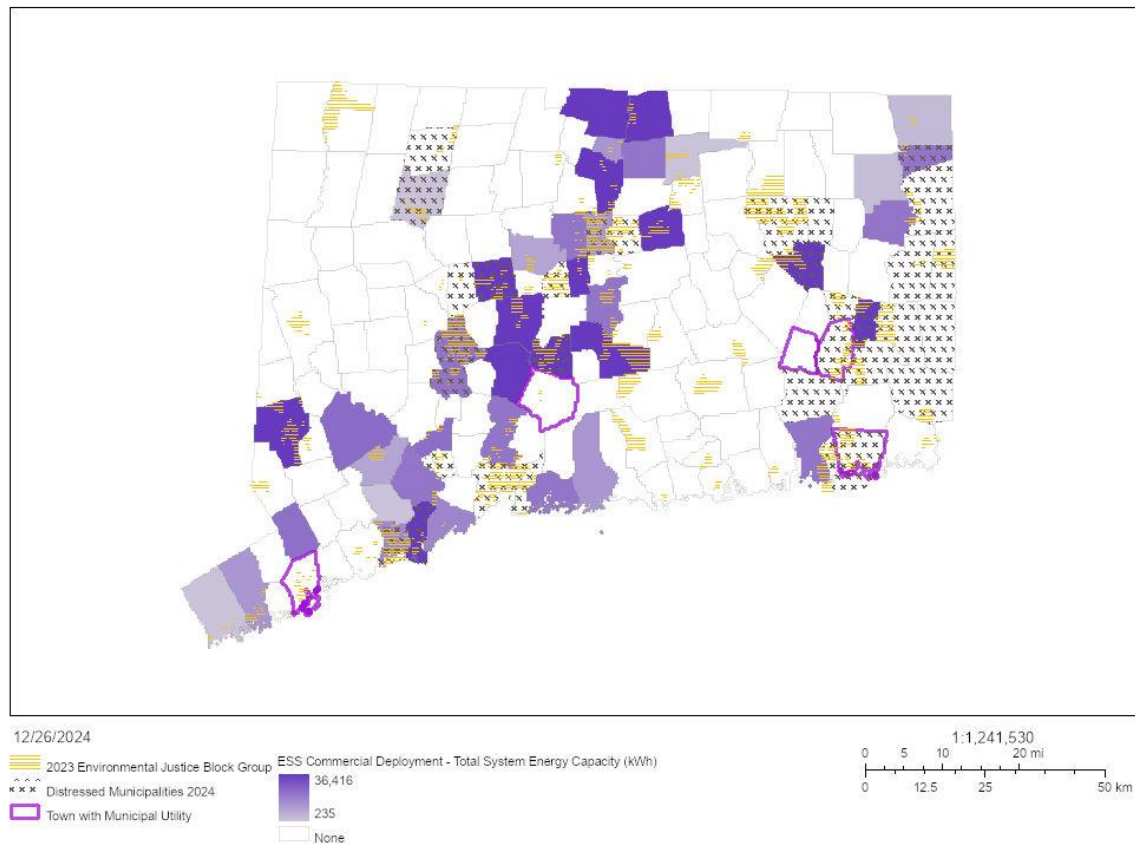 12/26/2024
2023 Environmental Justice Block Group
Distressed Municipalities 2024
Town with Municipal Utility
ESS Commercial Deployment - Total System Energy Capacity (kWh)
36,416
235
None
1:1,241,530
0 5 10 20 mi
0 12.5 25 50 km